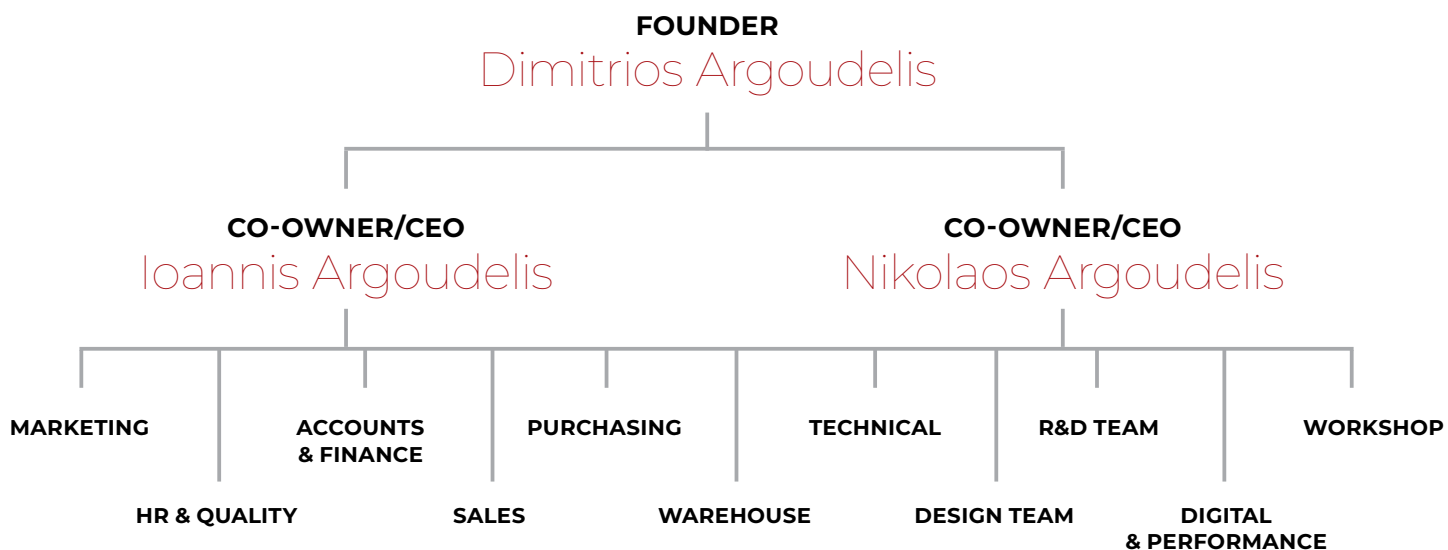 FOUNDER
Dimitrios Argoudelis
CO-OWNER/CEO
Ioannis Argoudelis
CO-OWNER/CEO
Nikolaos Argoudelis
MARKETING
ACCOUNTS
& FINANCE
PURCHASING
TECHNICAL
R&D TEAM
WORKSHOP
HR & QUALITY
SALES
WAREHOUSE
DESIGN TEAM
DIGITAL
& PERFORMANCE